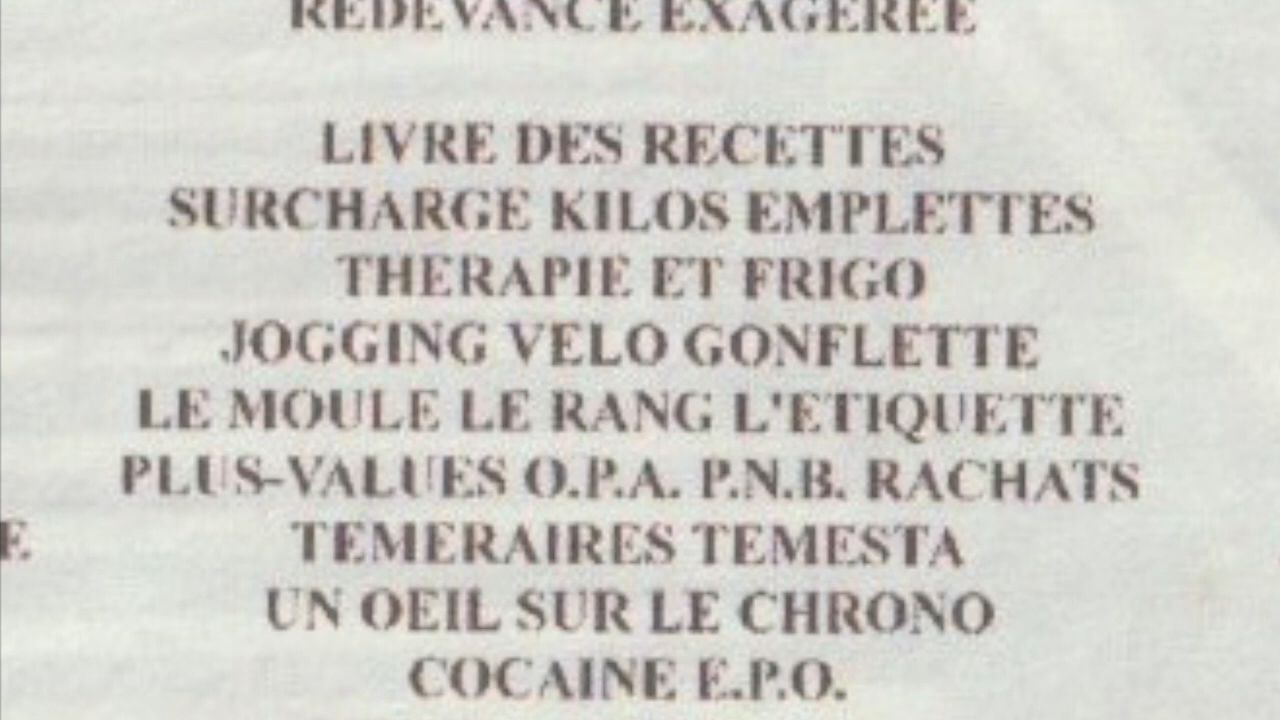 REDEVANCE EXAGEREE
LIVRE DES RECETTES
SURCHARGE KILOS EMPLETTES
THERAPIE ET FRIGO
JOGGING VELO GONFLETTE
LE MOULE LE RANG L'ETIQUETTE
PLUS-VALUES O.P.A. P.N.B. RACHATS
E TEMERAIRES TEMESTA
UN OEIL SUR LE CHRONO
COCAINE E.P.O.